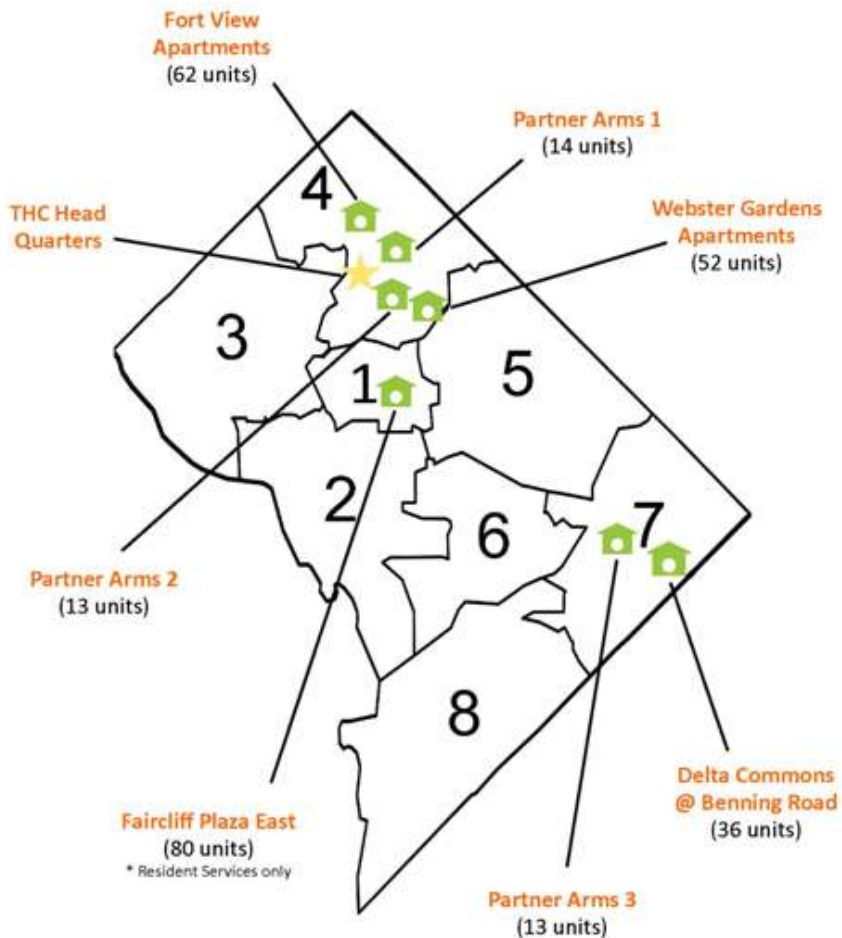 Fort View
Apartments
(62 units)
Partner Arms 1
(14 units)
4
THC Head
Quarters
Webster Gardens
Apartments
(52 units)
3
1
5
2
6
7
Partner Arms 2
(13 units)
8
Delta Commons
@ Benning Road
(36 units)
Faircliff Plaza East
(80 units)
* Resident Services only
Partner Arms 3
(13 units)